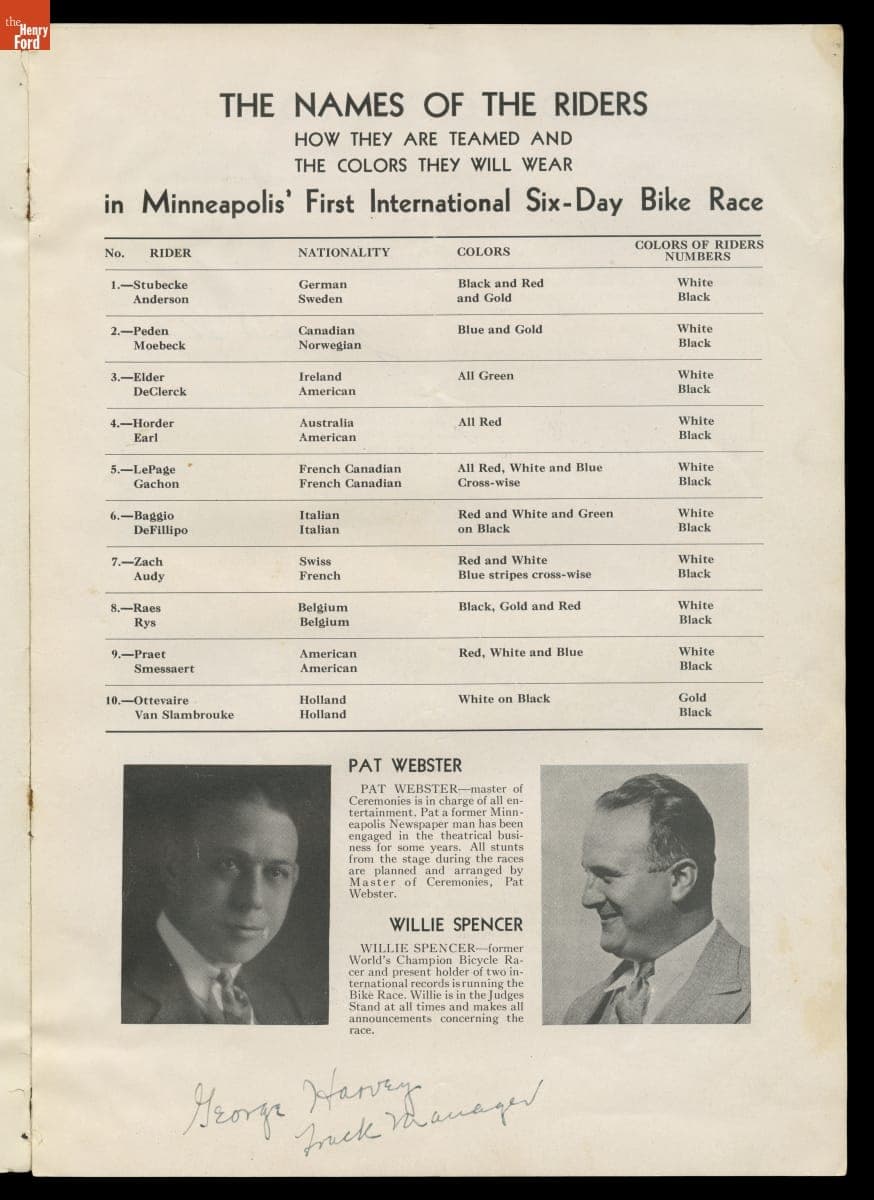 the
Henry
Ford
THE NAMES OF THE RIDERS
HOW THEY ARE TEAMED AND
THE COLORS THEY WILL WEAR
in Minneapolis' First International Six-Day Bike Race
No. RIDER NATIONALITY COLORS COLORS OF RIDERS NUMBERS
1.—Stubecke German Black and Red White
Anderson Sweden and Gold Black
2.—Peden Canadian Blue and Gold White
Moebeck Norwegian Black
3.—Elder Ireland All Green White
DeClerck American Black
4.—Horder Australia All Red White
Earl American Black
5.—LePage French Canadian All Red, White and Blue White
Gachon French Canadian Cross-wise Black
6.—Baggio Italian Red and White and Green White
DeFillipo Italian on Black Black
7.—Zach Swiss Red and White White
Audy French Blue stripes cross-wise Black
8.—Raes Belgium Black, Gold and Red White
Rys Belgium Black
9.—Praet American Red, White and Blue White
Smessaert American Black
10.—Ottevaire Holland White on Black Gold
Van Slambrouke Holland Black
PAT WEBSTER
PAT WEBSTER—master of
Ceremonies is in charge of all en-
tertainment. Pat a former Minn-
eapolis Newspaper man has been
engaged in the theatrical busi-
ness for some years. All stunts
from the stage during the races
are planned and arranged by
Master of Ceremonies, Pat
Webster.
WILLIE SPENCER
WILLIE SPENCER—former
World's Champion Bicycle Ra-
cer and present holder of two in-
ternational records is running the
Bike Race. Willie is in the Judges
Stand at all times and makes all
announcements concerning the
race.
George Harvey
Track Manager